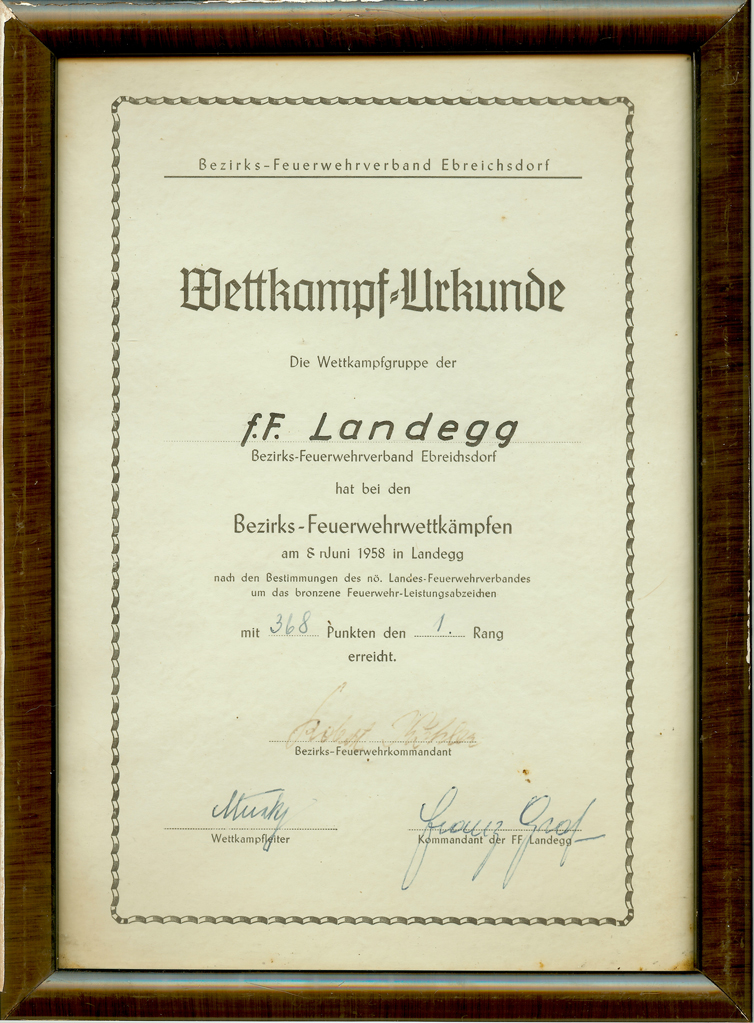 Bezirks-Feuerwehrverband Ebreichsdorf
Wettkampf-Urkunde
Die Wettkampfgruppe der
f.F. Landegg
Bezirks-Feuerwehrverband Ebreichsdorf
hat bei den
Bezirks-Feuerwehrwettkämpfen
am 8 Juni 1958 in Landegg
nach den Bestimmungen des nö. Landes-Feuerwehrverbandes
um das bronzene Feuerwehr-Leistungsabzeichen
mit 368 Punkten den 1. Rang
erreicht.
Bezirks-Feuerwehrkommandant
Franz Graf
Wettkampfleiter Kommandant der FF Landegg